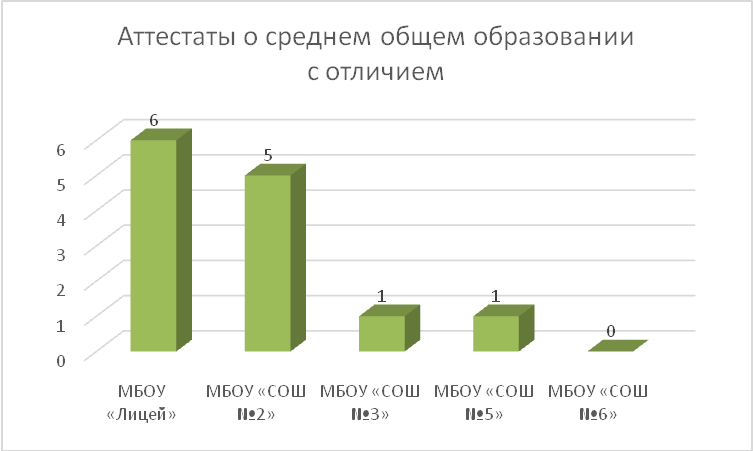 Аттестаты о среднем общем образовании
с отличием
6
5
1
1
0
6
5
4
3
2
1
0
МБОУ «Лицей»
МБОУ «СОШ №2»
МБОУ «СОШ №3»
МБОУ «СОШ №5»
МБОУ «СОШ №6»